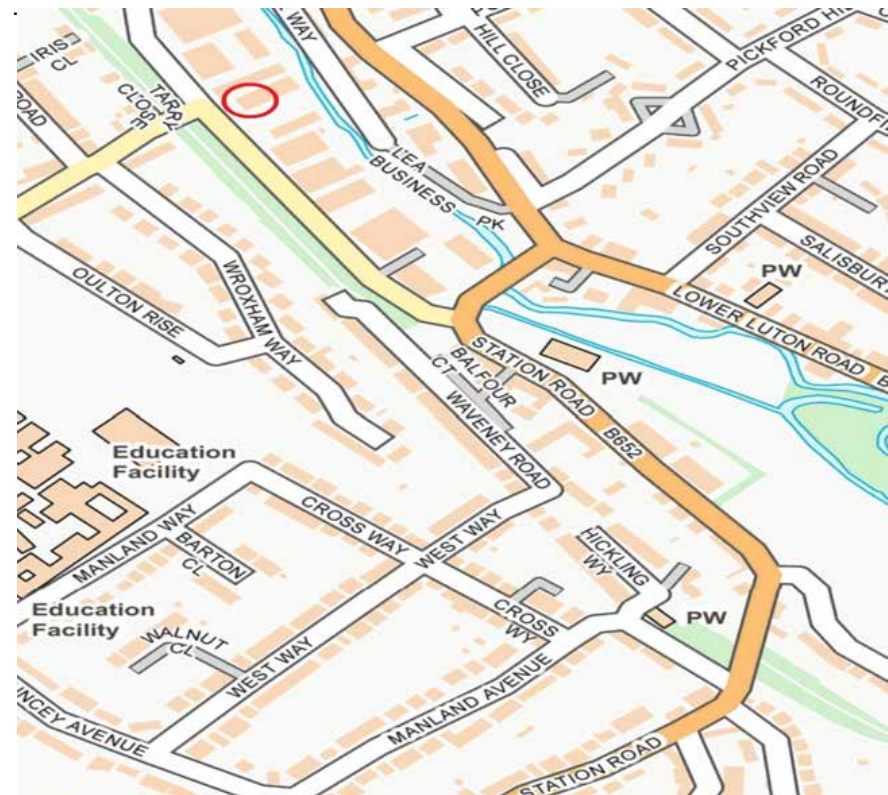 WAY
IRIS
CL
TARRY
CLOSE
ROAD
HILL CLOSE
PICKFORD HI
ROUNDF
LEA
BUSINESS
PK
SOUTHVIEW ROAD
SALISBURY
PW
OULTON RISE
WROXHAM WAY
LOWER LUTON ROAD
B
STATION ROAD
PW
BALFOUR
CT
WAVENEY ROAD
B652
Education
Facility
CROSS WAY
WEST WAY
MANLAND WAY
BARTON
CL
HICKLING
WY
Education
Facility
WALNUT
CL
CROSS
WY
PW
WEST WAY
NCEY AVENUE
MANLAND AVENUE
STATION ROAD